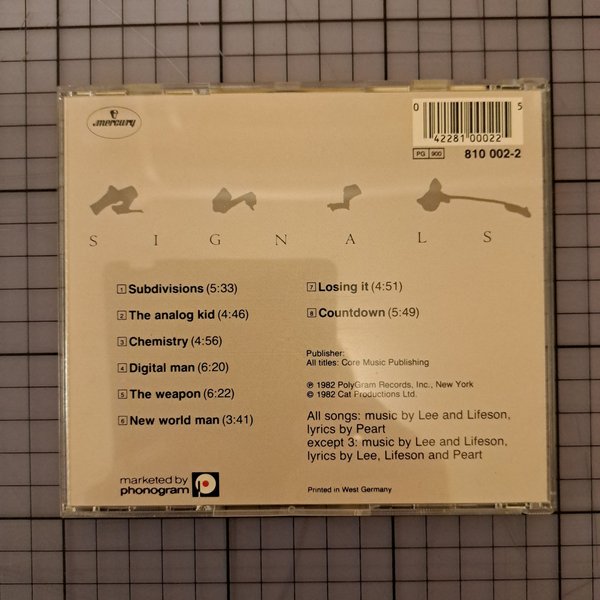 mercury
0 5
42281 00022
PG 900 810 002-2
SIGNALS
1 Subdivisions (5:33)
2 The analog kid (4:46)
3 Chemistry (4:56)
4 Digital man (6:20)
5 The weapon (6:22)
6 New world man (3:41)
7 Losing it (4:51)
8 Countdown (5:49)
Publisher:
All titles: Core Music Publishing
℗ 1982 PolyGram Records, Inc., New York
© 1982 Cat Productions Ltd.
All songs: music by Lee and Lifeson,
lyrics by Peart
except 3: music by Lee and Lifeson,
lyrics by Lee, Lifeson and Peart
marketed by
phonogram
Printed in West Germany